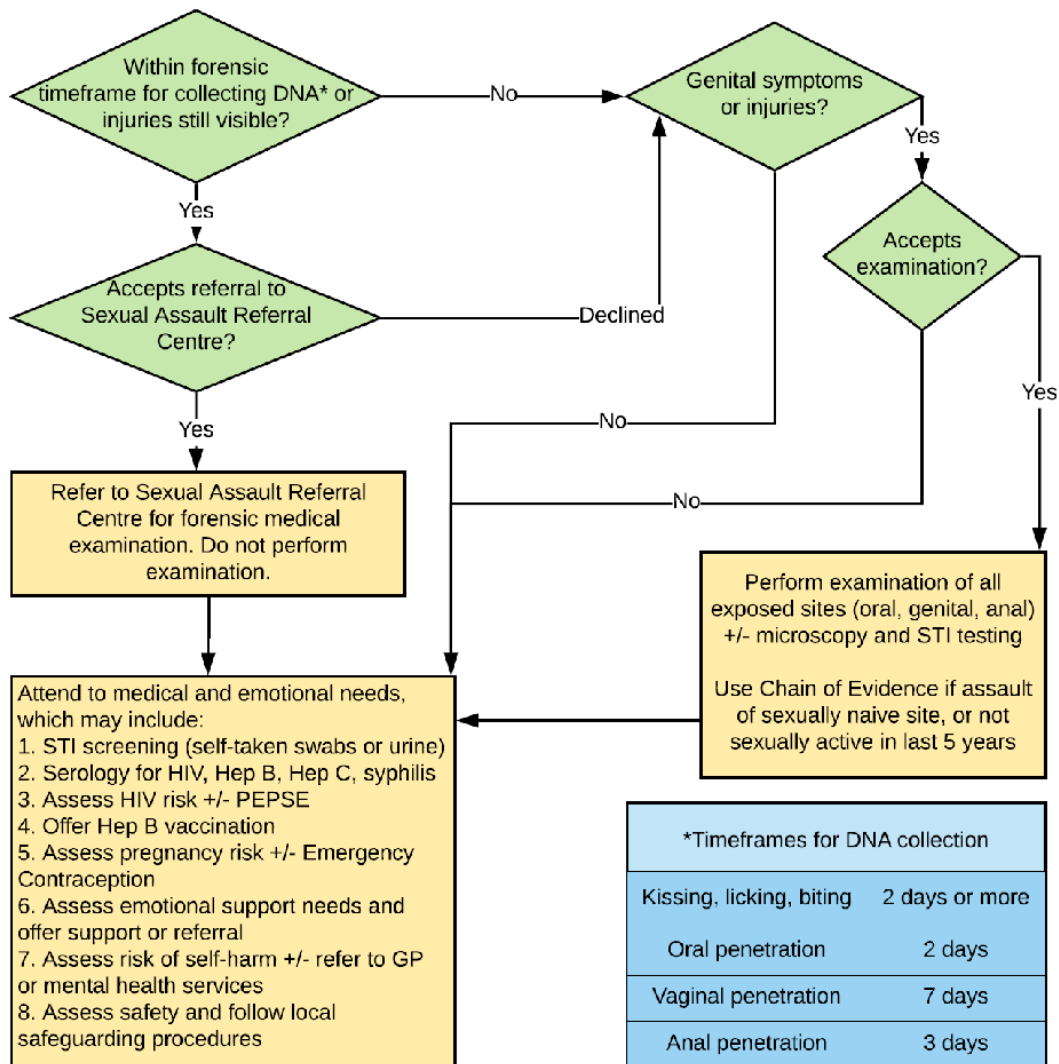 Within forensic
timeframe for collecting DNA* or
injuries still visible?
No
Genital symptoms
or injuries?
Yes
Yes
Accepts
examination?
Accepts referral to
Sexual Assault Referral
Centre?
Declined
Yes
Yes
No
No
Refer to Sexual Assault Referral
Centre for forensic medical
examination. Do not perform
examination.
Perform examination of all
exposed sites (oral, genital, anal)
+/- microscopy and STI testing
Use Chain of Evidence if assault
of sexually naive site, or not
sexually active in last 5 years
Attend to medical and emotional needs,
which may include:
1. STI screening (self-taken swabs or urine)
2. Serology for HIV, Hep B, Hep C, syphilis
3. Assess HIV risk +/- PEPSE
4. Offer Hep B vaccination
5. Assess pregnancy risk +/- Emergency
Contraception
6. Assess emotional support needs and
offer support or referral
7. Assess risk of self-harm +/- refer to GP
or mental health services
8. Assess safety and follow local
safeguarding procedures
*Timeframes for DNA collection
Kissing, licking, biting 2 days or more
Oral penetration 2 days
Vaginal penetration 7 days
Anal penetration 3 days